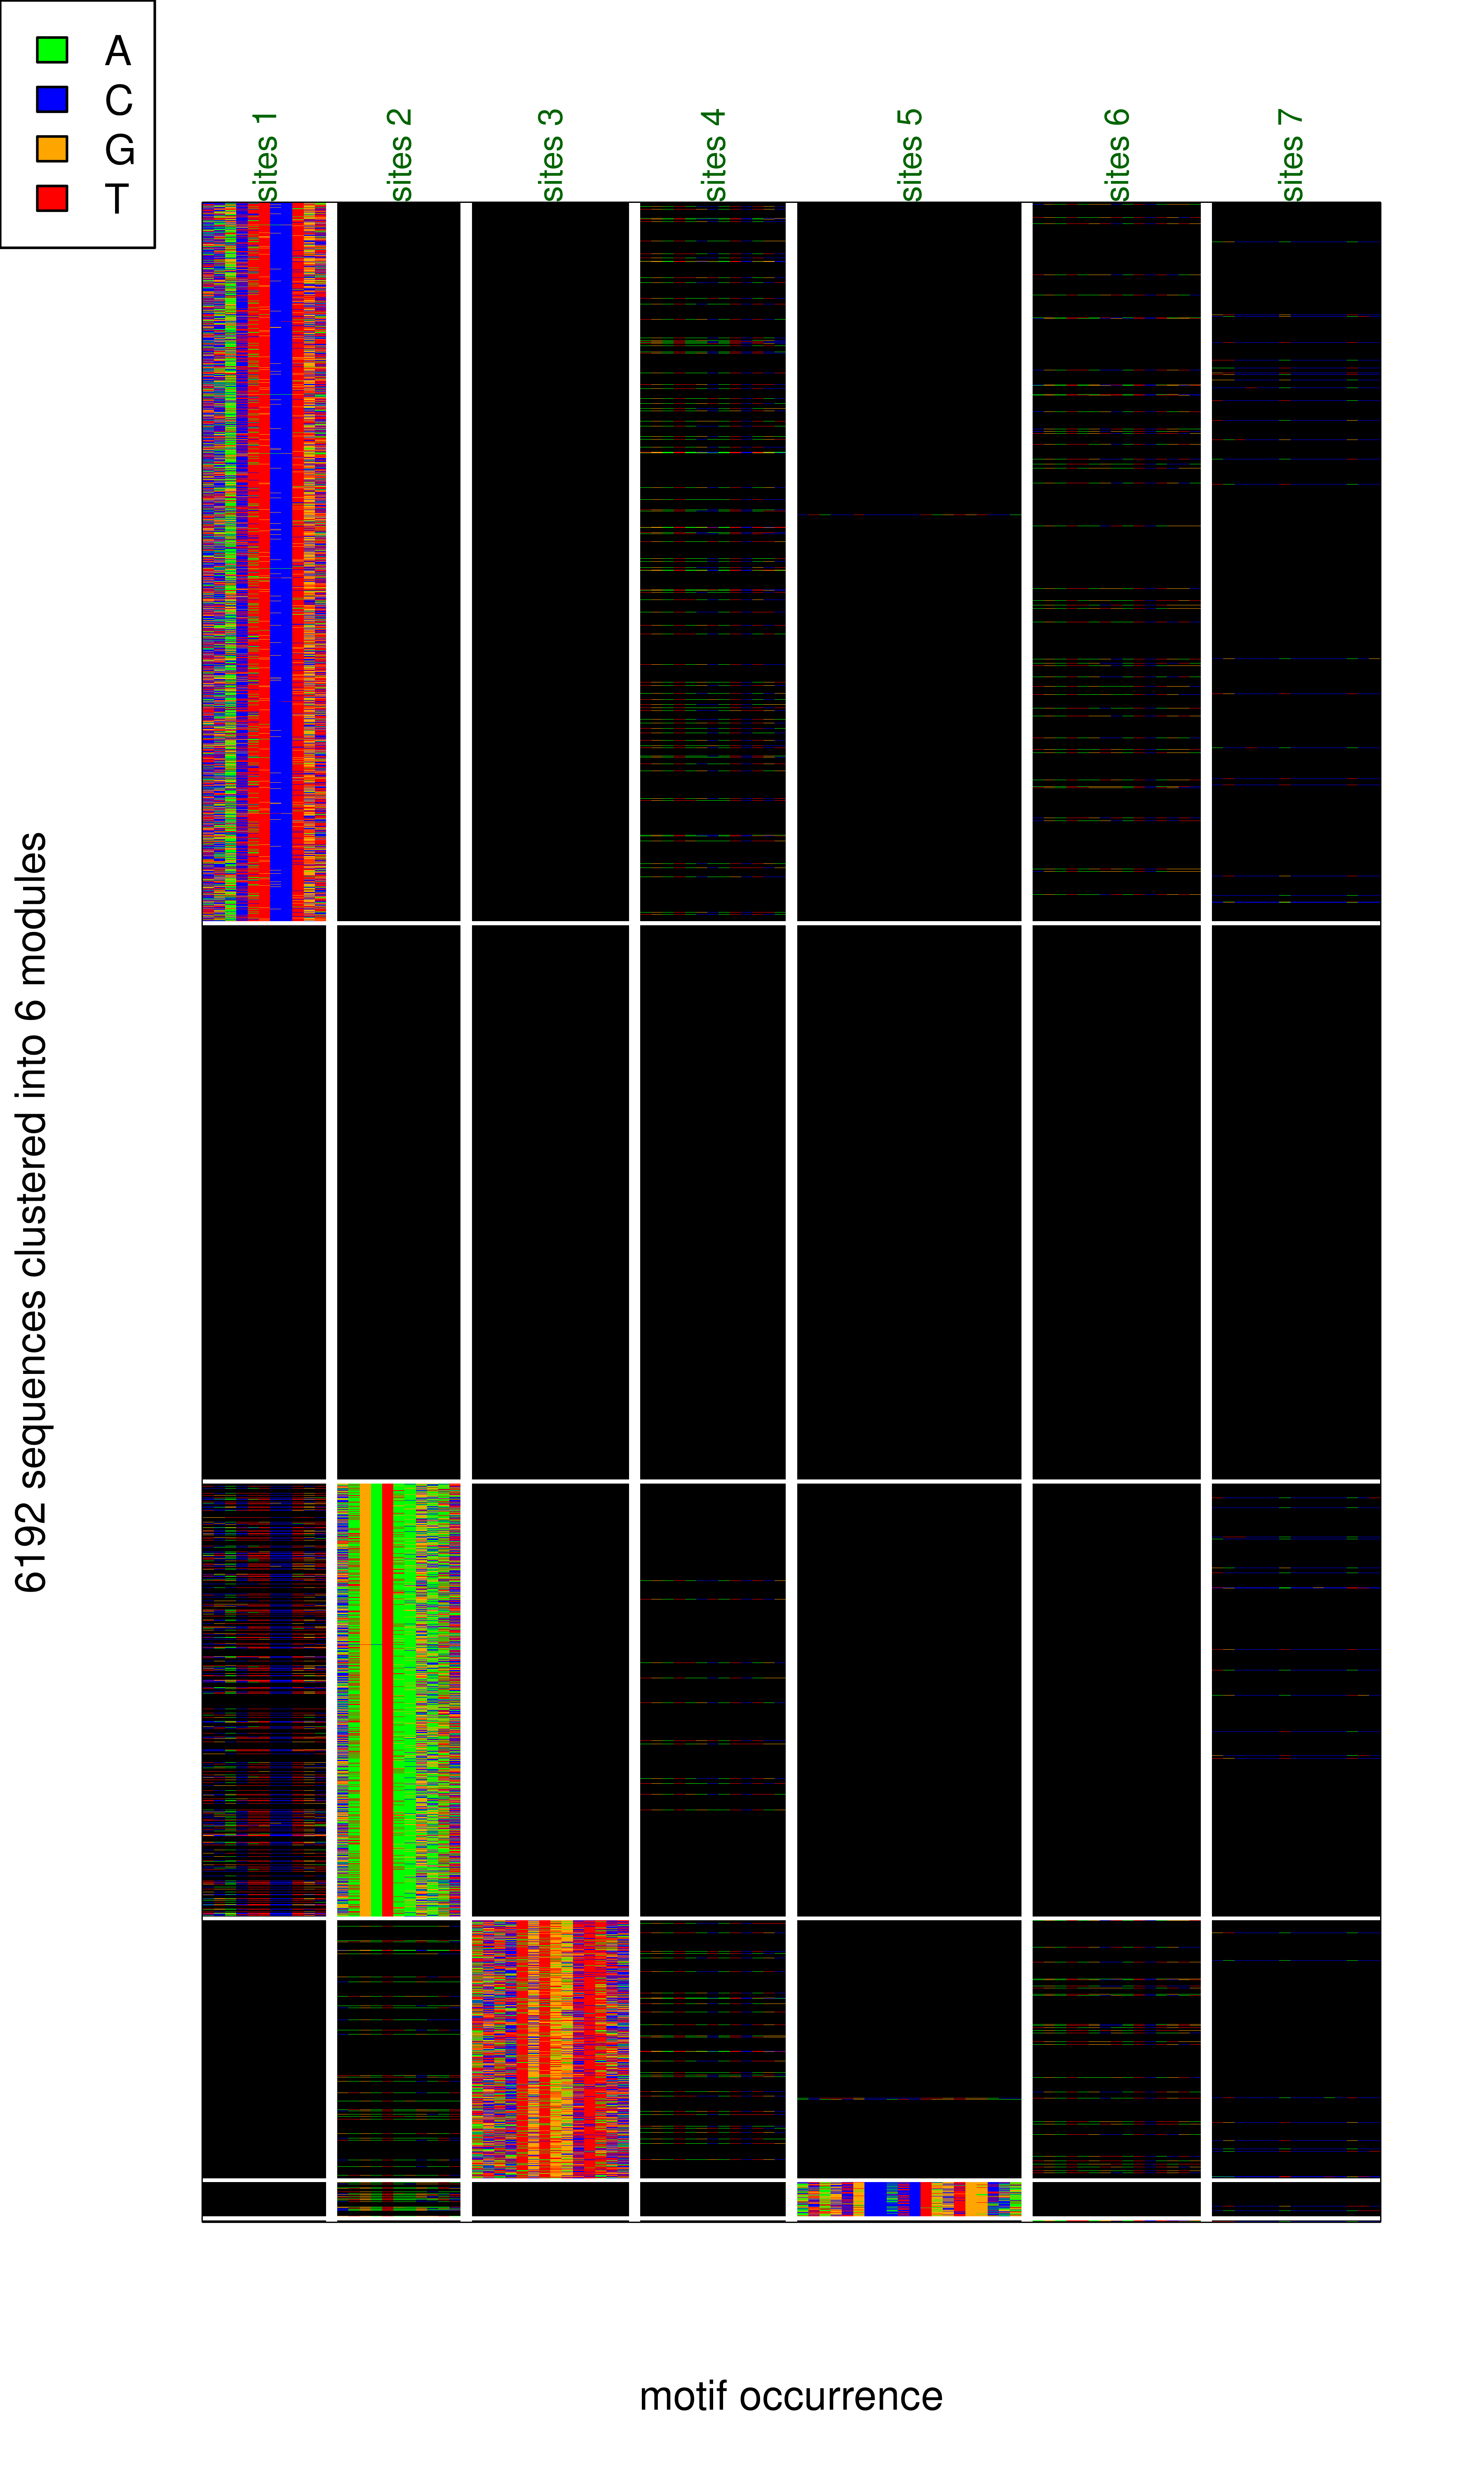 A
C
G
T
sites 1
sites 2
sites 3
sites 4
sites 5
sites 6
sites 7
6192 sequences clustered into 6 modules
motif occurrence